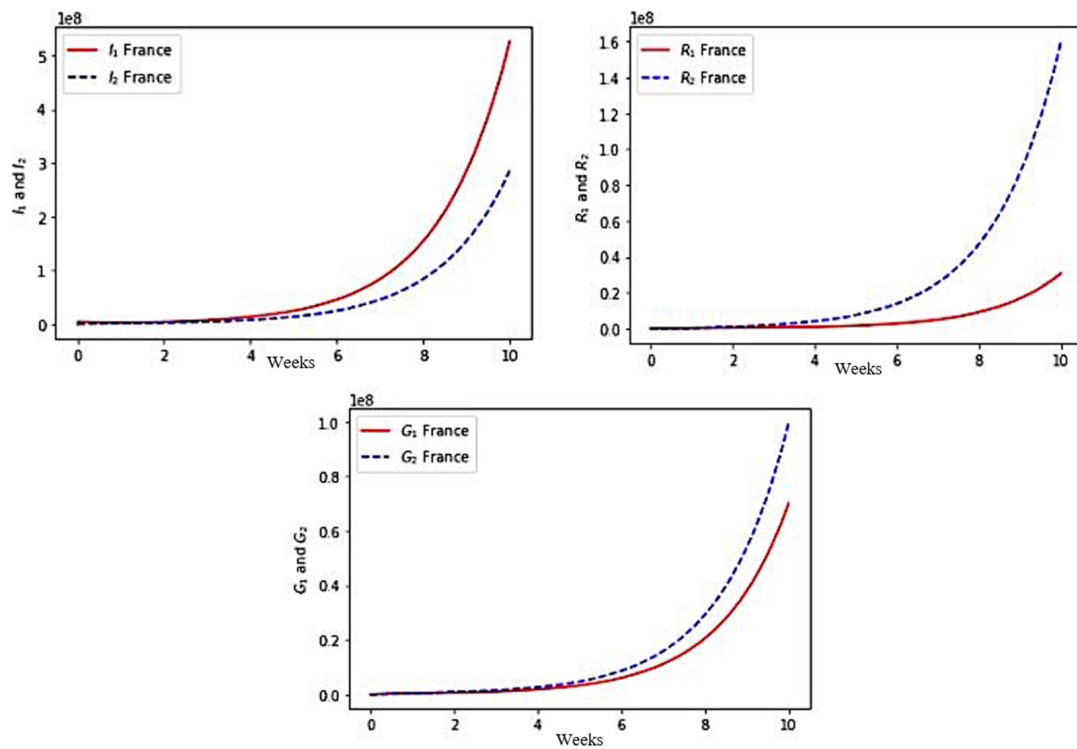 1e8
I₁ France
I₂ France
5
4
3
2
1
0
I₁ and I₂
0 2 4 6 8 10
Weeks
1e8
R₁ France
R₂ France
1.6
1.4
1.2
1.0
0.8
0.6
0.4
0.2
0.0
R₁ and R₂
0 2 4 6 8 10
Weeks
1e8
G₁ France
G₂ France
1.0
0.8
0.6
0.4
0.2
0.0
G₁ and G₂
0 2 4 6 8 10
Weeks